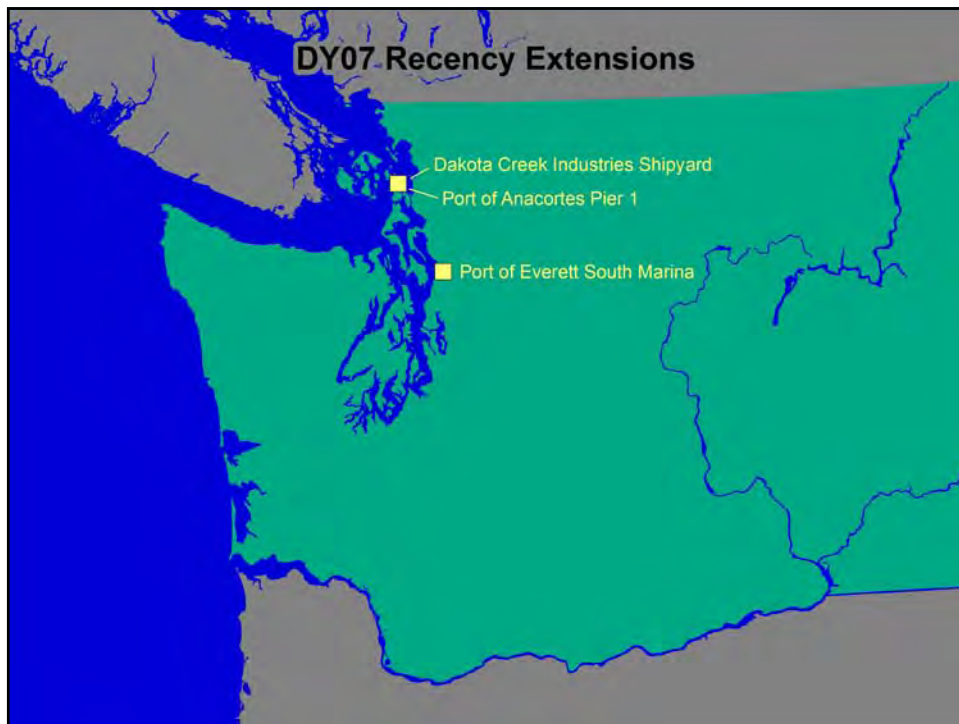 DY07 Recency Extensions
Dakota Creek Industries Shipyard
Port of Anacortes Pier 1
Port of Everett South Marina